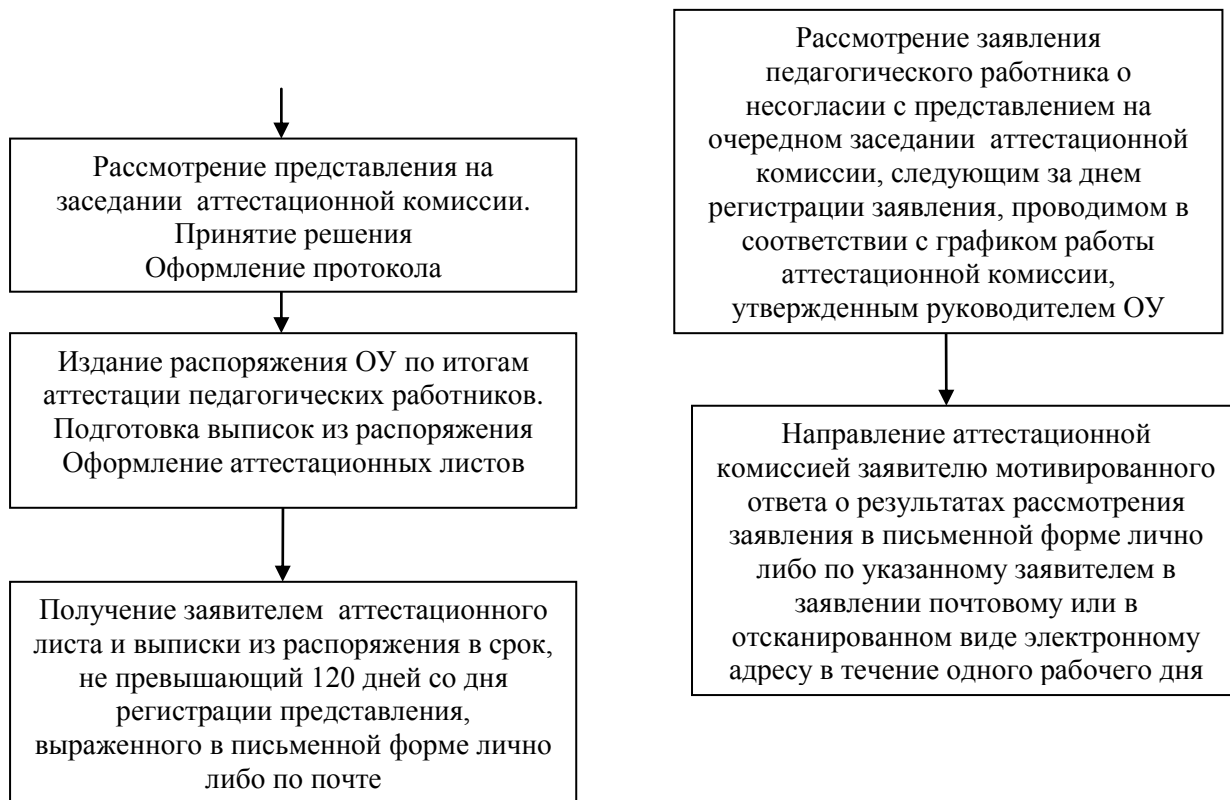 Рассмотрение представления на
заседании аттестационной комиссии.
Принятие решения
Оформление протокола
Издание распоряжения ОУ по итогам
аттестации педагогических работников.
Подготовка выписок из распоряжения
Оформление аттестационных листов
Получение заявителем аттестационного
листа и выписки из распоряжения в срок,
не превышающий 120 дней со дня
регистрации представления,
выраженного в письменной форме лично
либо по почте
Рассмотрение заявления
педагогического работника о
несогласии с представлением на
очередном заседании аттестационной
комиссии, следующим за днем
регистрации заявления, проводимом в
соответствии с графиком работы
аттестационной комиссии,
утвержденным руководителем ОУ
Направление аттестационной
комиссией заявителю мотивированного
ответа о результатах рассмотрения
заявления в письменной форме лично
либо по указанному заявителем в
заявлении почтовому или в
отсканированном виде электронному
адресу в течение одного рабочего дня